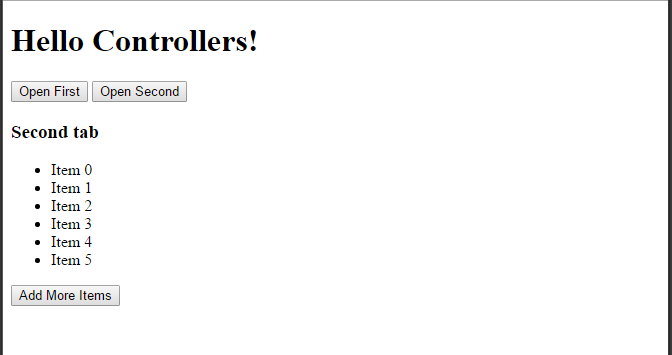 Hello Controllers!
Open First Open Second
Second tab
Item 0
Item 1
Item 2
Item 3
Item 4
Item 5
Add More Items